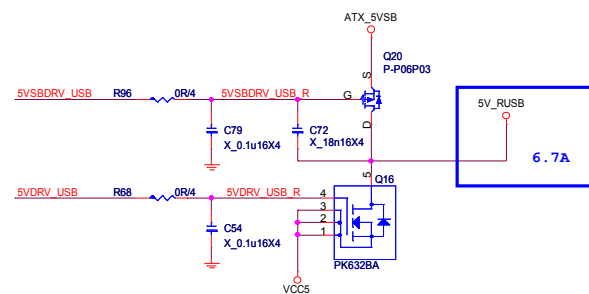 ATX_5VSB
Q20
P-P06P03
S
G
D
5VSBDRV_USB
R96
0R/4
5VSBDRV_USB_R
C79
X_0.1u16X4
C72
X_18n16X4
5V_RUSB
6.7A
5
Q16
5VDRV_USB
R68
0R/4
5VDRV_USB_R
4
3
2
1
C54
X_0.1u16X4
PK632BA
VCC5